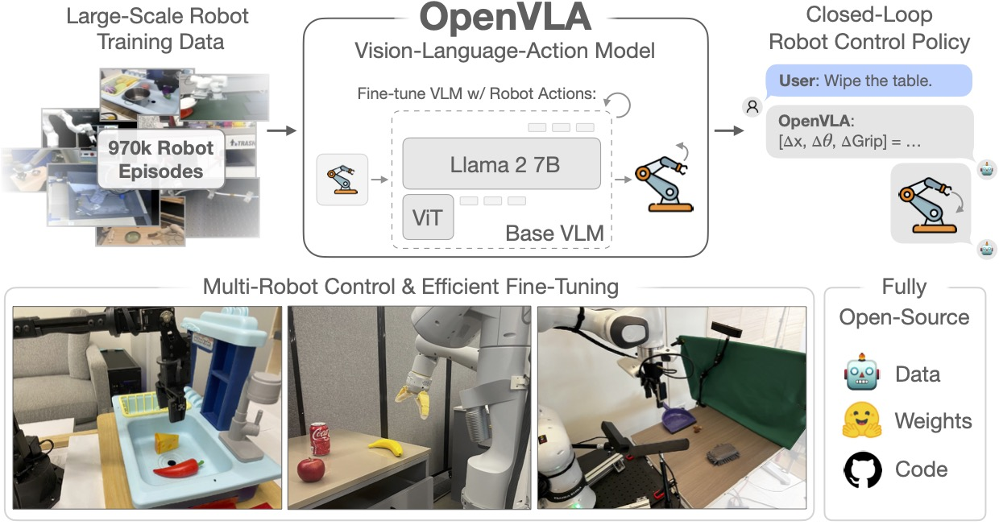 Large-Scale Robot
Training Data
970k Robot
Episodes
TRASH
OpenVLA
Vision-Language-Action Model
Fine-tune VLM w/ Robot Actions:
Llama 2 7B
ViT
Base VLM
Closed-Loop
Robot Control Policy
User: Wipe the table.
OpenVLA:
[Δx, Δθ, ΔGrip] = …
Multi-Robot Control & Efficient Fine-Tuning
Fully
Open-Source
Data
Weights
Code